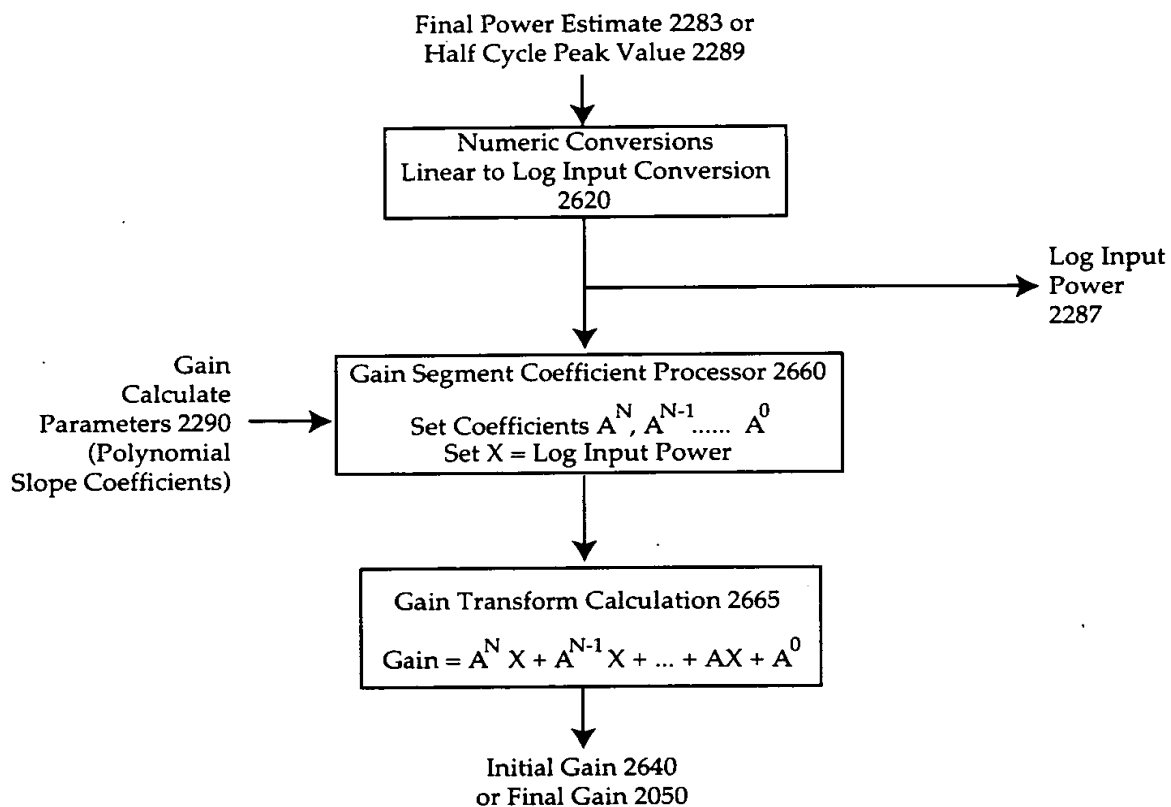 Final Power Estimate 2283 or
Half Cycle Peak Value 2289
Numeric Conversions
Linear to Log Input Conversion
2620
Log Input
Power
2287
Gain
Calculate
Parameters 2290
(Polynomial
Slope Coefficients)
Gain Segment Coefficient Processor 2660
Set Coefficients A^N, A^N-1...... A^0
Set X = Log Input Power
Gain Transform Calculation 2665
Gain = A^N X + A^N-1 X + ... + AX + A^0
Initial Gain 2640
or Final Gain 2050